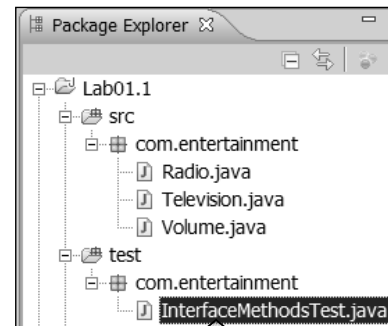 Package Explorer
Lab01.1
src
com.entertainment
Radio.java
Television.java
Volume.java
test
com.entertainment
InterfaceMethodsTest.java